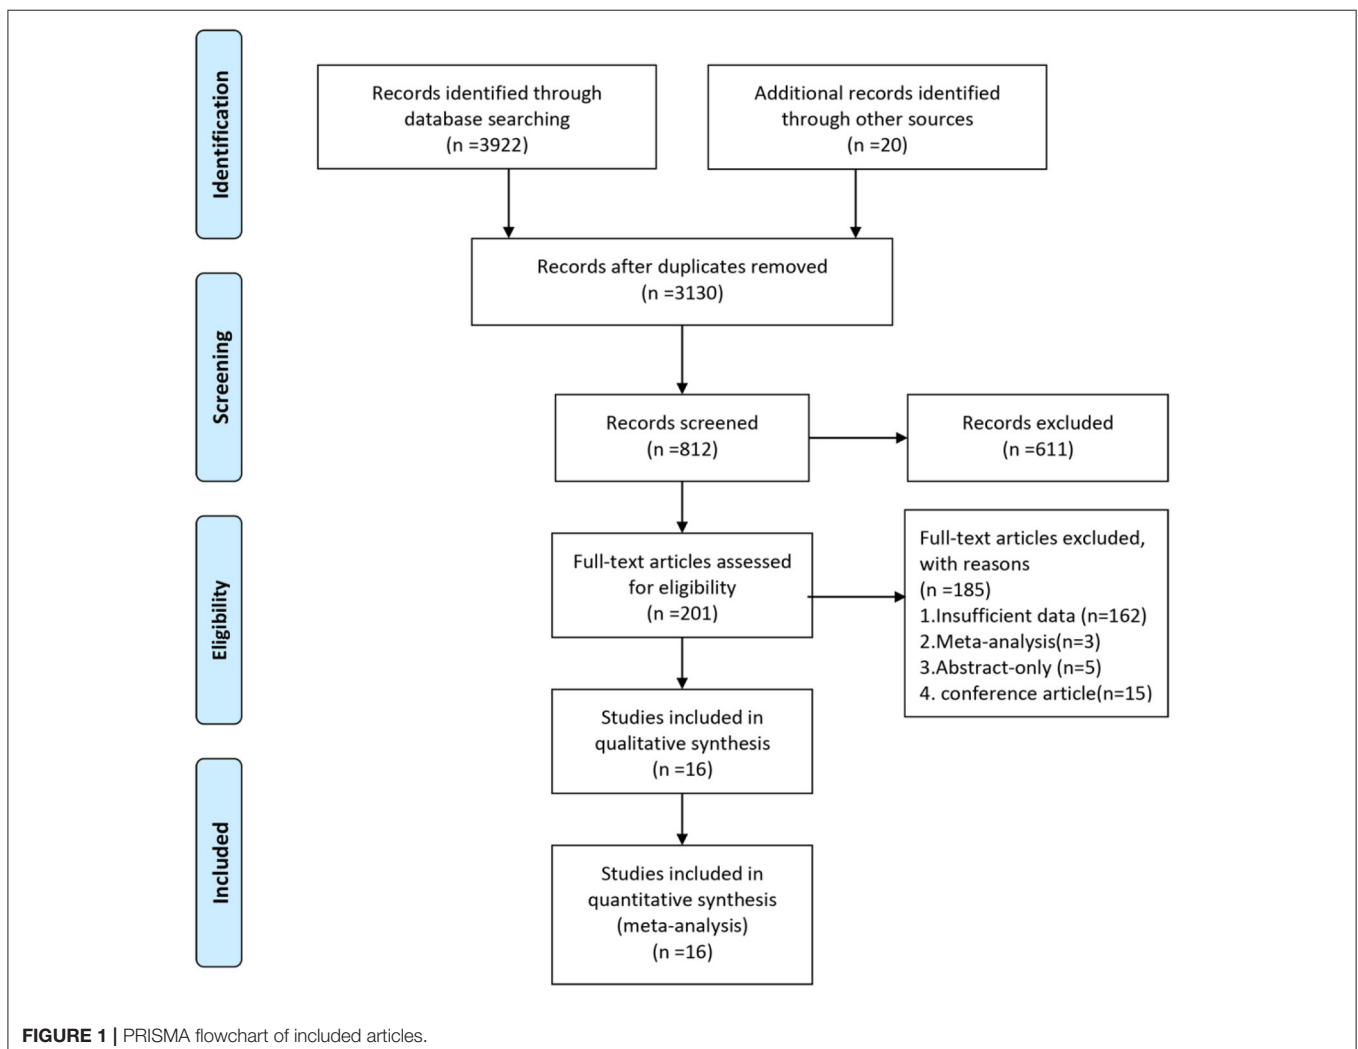 Identification
Records identified through
database searching
(n =3922)
Additional records identified
through other sources
(n =20)
Records after duplicates removed
(n =3130)
Screening
Records screened
(n =812)
Records excluded
(n =611)
Eligibility
Full-text articles assessed
for eligibility
(n =201)
Full-text articles excluded,
with reasons
(n =185)
1.Insufficient data (n=162)
2.Meta-analysis(n=3)
3.Abstract-only (n=5)
4. conference article(n=15)
Studies included in
qualitative synthesis
(n =16)
Included
Studies included in
quantitative synthesis
(meta-analysis)
(n =16)
FIGURE 1 | PRISMA flowchart of included articles.